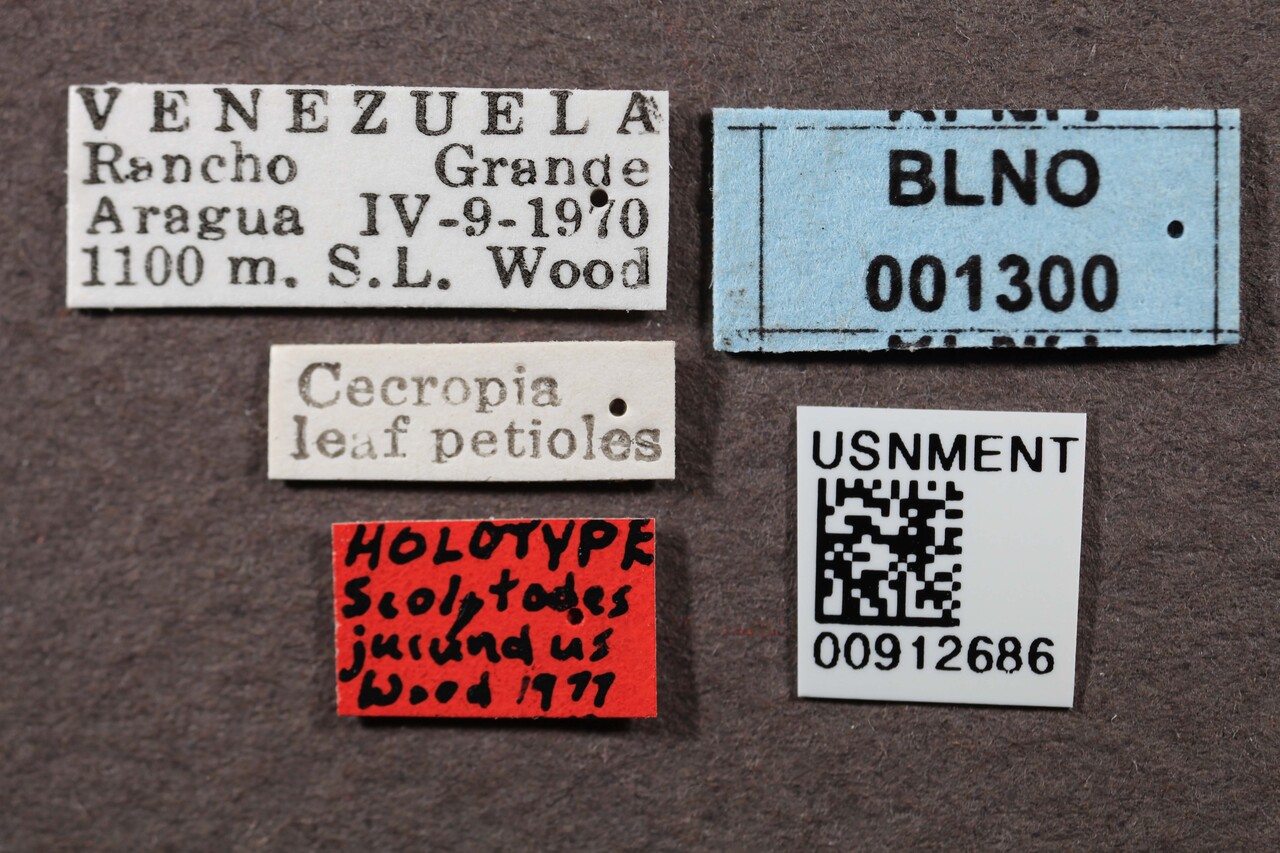 VENEZUELA
Rancho Grande
Aragua IV-9-1970
1100 m. S.L. Wood
Cecropia
leaf petioles
HOLOTYPE
Scolytodes
jucundus
Wood 1977
BLNO
001300
USNMENT
00912686